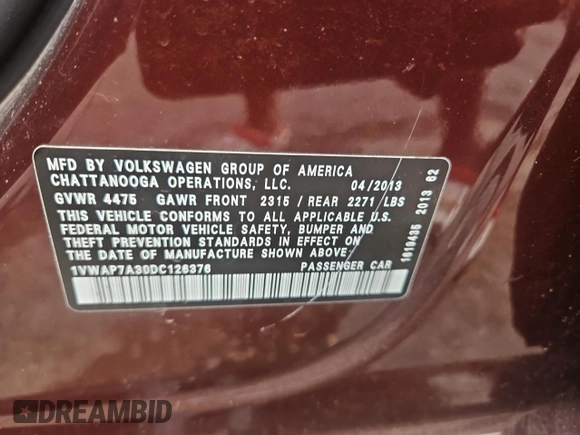 MFD BY VOLKSWAGEN GROUP OF AMERICA
CHATTANOOGA OPERATIONS, LLC. 04/2013
GVWR 4475 GAWR FRONT 2315 / REAR 2271 LBS
THIS VEHICLE CONFORMS TO ALL APPLICABLE U.S.
FEDERAL MOTOR VEHICLE SAFETY, BUMPER AND
THEFT PREVENTION STANDARDS IN EFFECT ON
THE DATE OF MANUFACTURE SHOWN ABOVE
1VWAP7A30DC126376 PASSENGER CAR
1619435 2013 62
DREAMBID